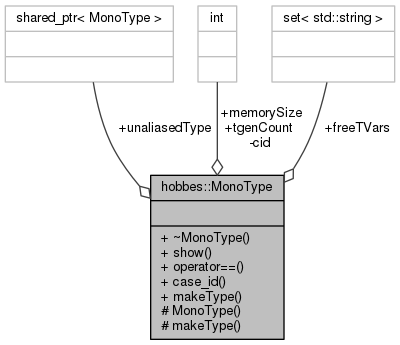 shared_ptr< MonoType >
int
set< std::string >
+unaliasedType
+memorySize
+tgenCount
-cid
+freeTVars
hobbes::MonoType
+ ~MonoType()
+ show()
+ operator==()
+ case_id()
+ makeType()
# MonoType()
# makeType()